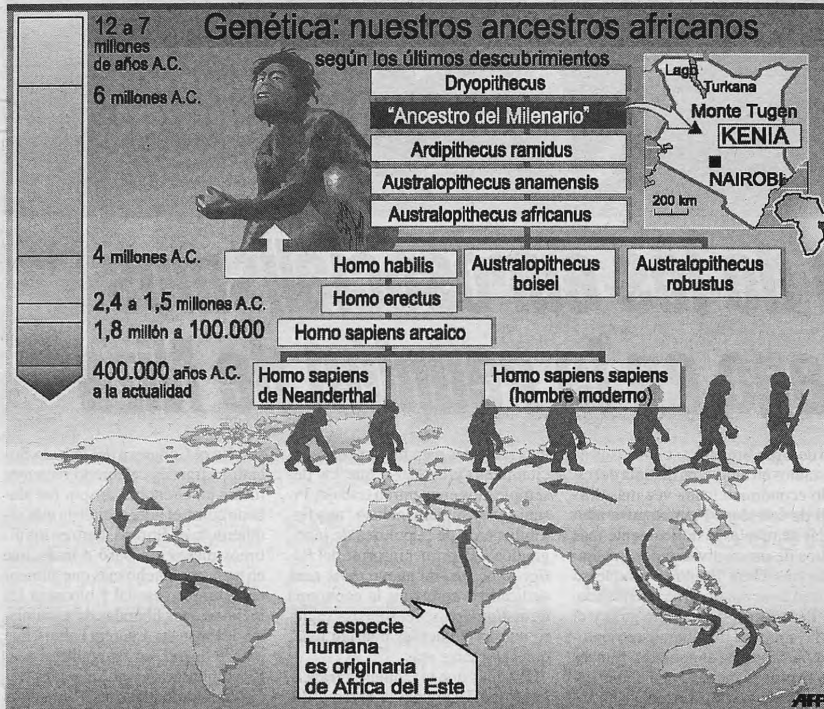 Genética: nuestros ancestros africanos
según los últimos descubrimientos
12 a 7
millones
de años A.C.
6 millones A.C.
4 millones A.C.
2,4 a 1,5 millones A.C.
1,8 millón a 100.000
400.000 años A.C.
a la actualidad
Dryopithecus
"Ancestro del Milenario"
Ardipithecus ramidus
Australopithecus anamensis
Australopithecus africanus
Homo habilis
Australopithecus
boisei
Australopithecus
robustus
Homo erectus
Homo sapiens arcaico
Homo sapiens
de Neanderthal
Homo sapiens sapiens
(hombre moderno)
Lago
Turkana
Monte Tugen
KENIA
NAIROBI
200 km
La especie
humana
es originaria
de Africa del Este
AFP